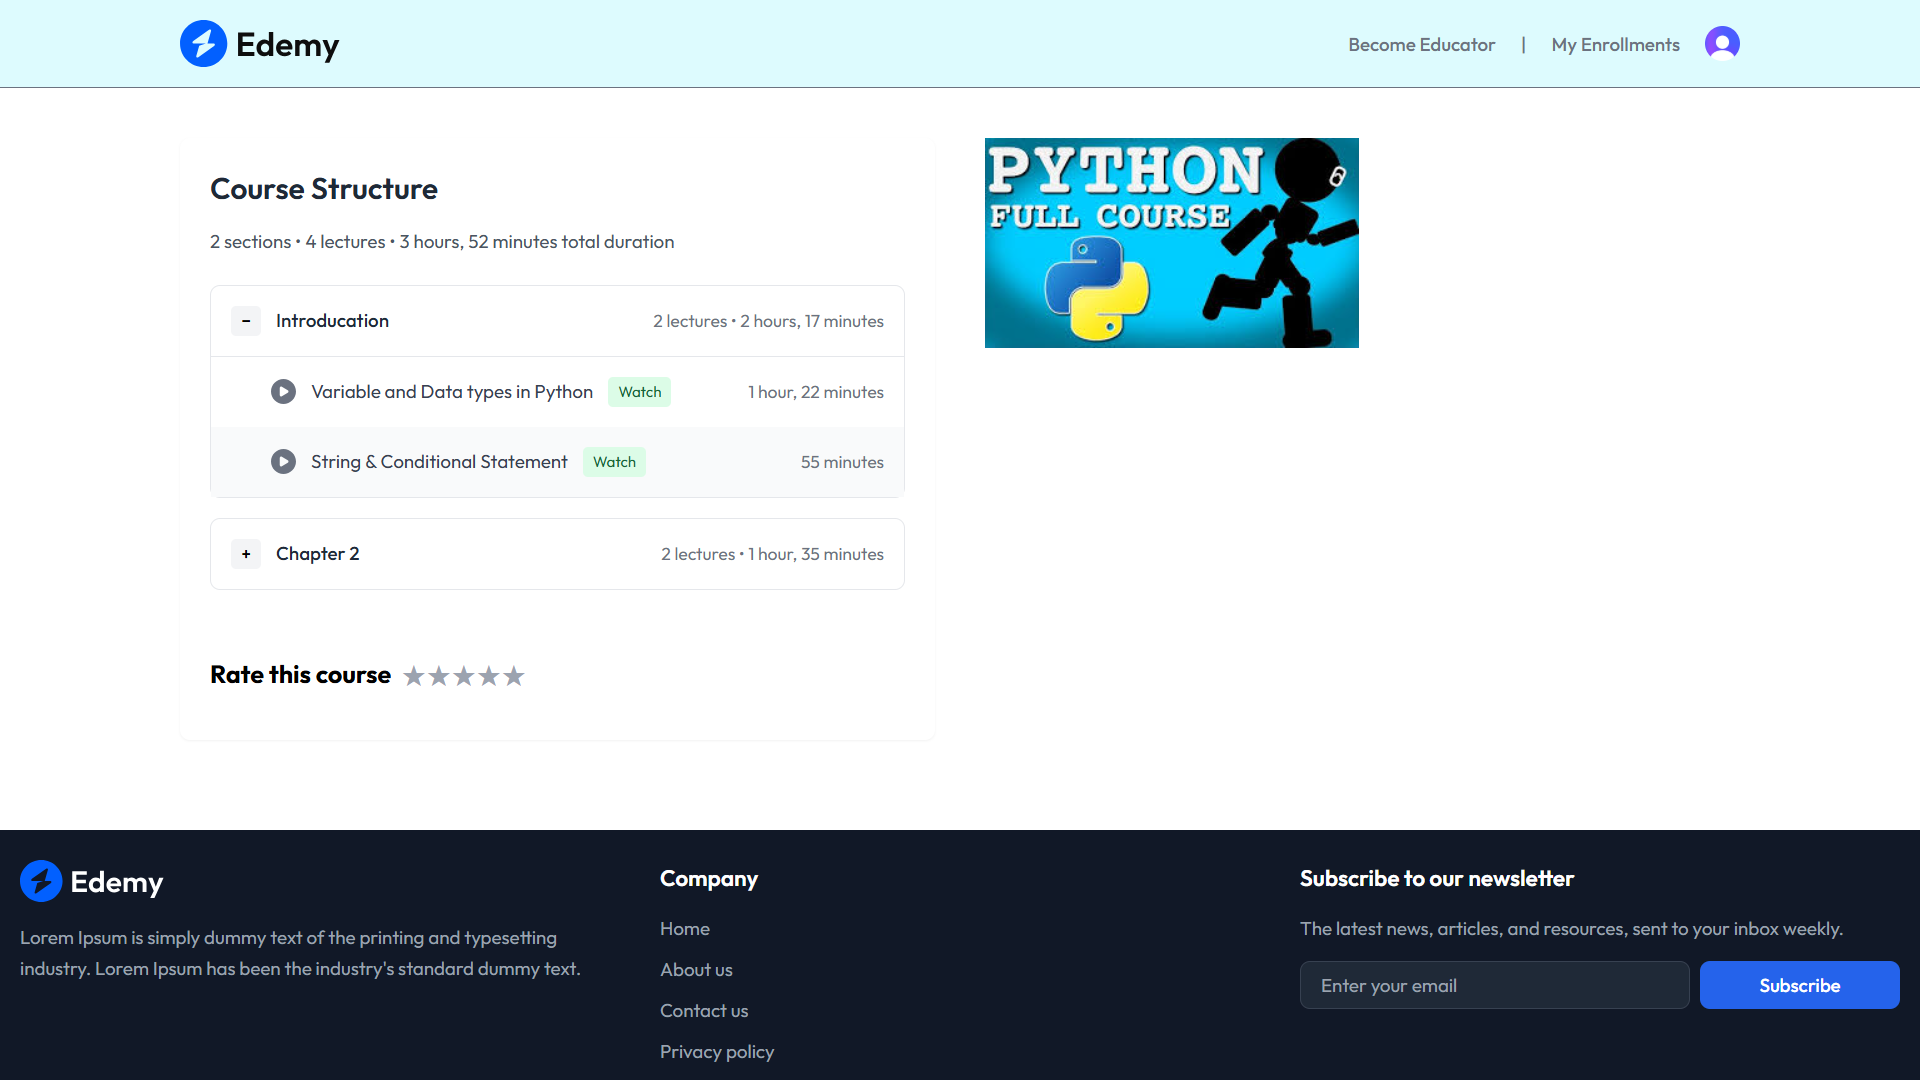 Edemy
Become Educator | My Enrollments
Course Structure
2 sections • 4 lectures • 3 hours, 52 minutes total duration
− Introducation 2 lectures • 2 hours, 17 minutes
Variable and Data types in Python Watch 1 hour, 22 minutes
String & Conditional Statement Watch 55 minutes
+ Chapter 2 2 lectures • 1 hour, 35 minutes
Rate this course ★★★★★
PYTHON
FULL COURSE
Edemy
Lorem Ipsum is simply dummy text of the printing and typesetting
industry. Lorem Ipsum has been the industry's standard dummy text.
Company
Home
About us
Contact us
Privacy policy
Subscribe to our newsletter
The latest news, articles, and resources, sent to your inbox weekly.
Enter your email
Subscribe